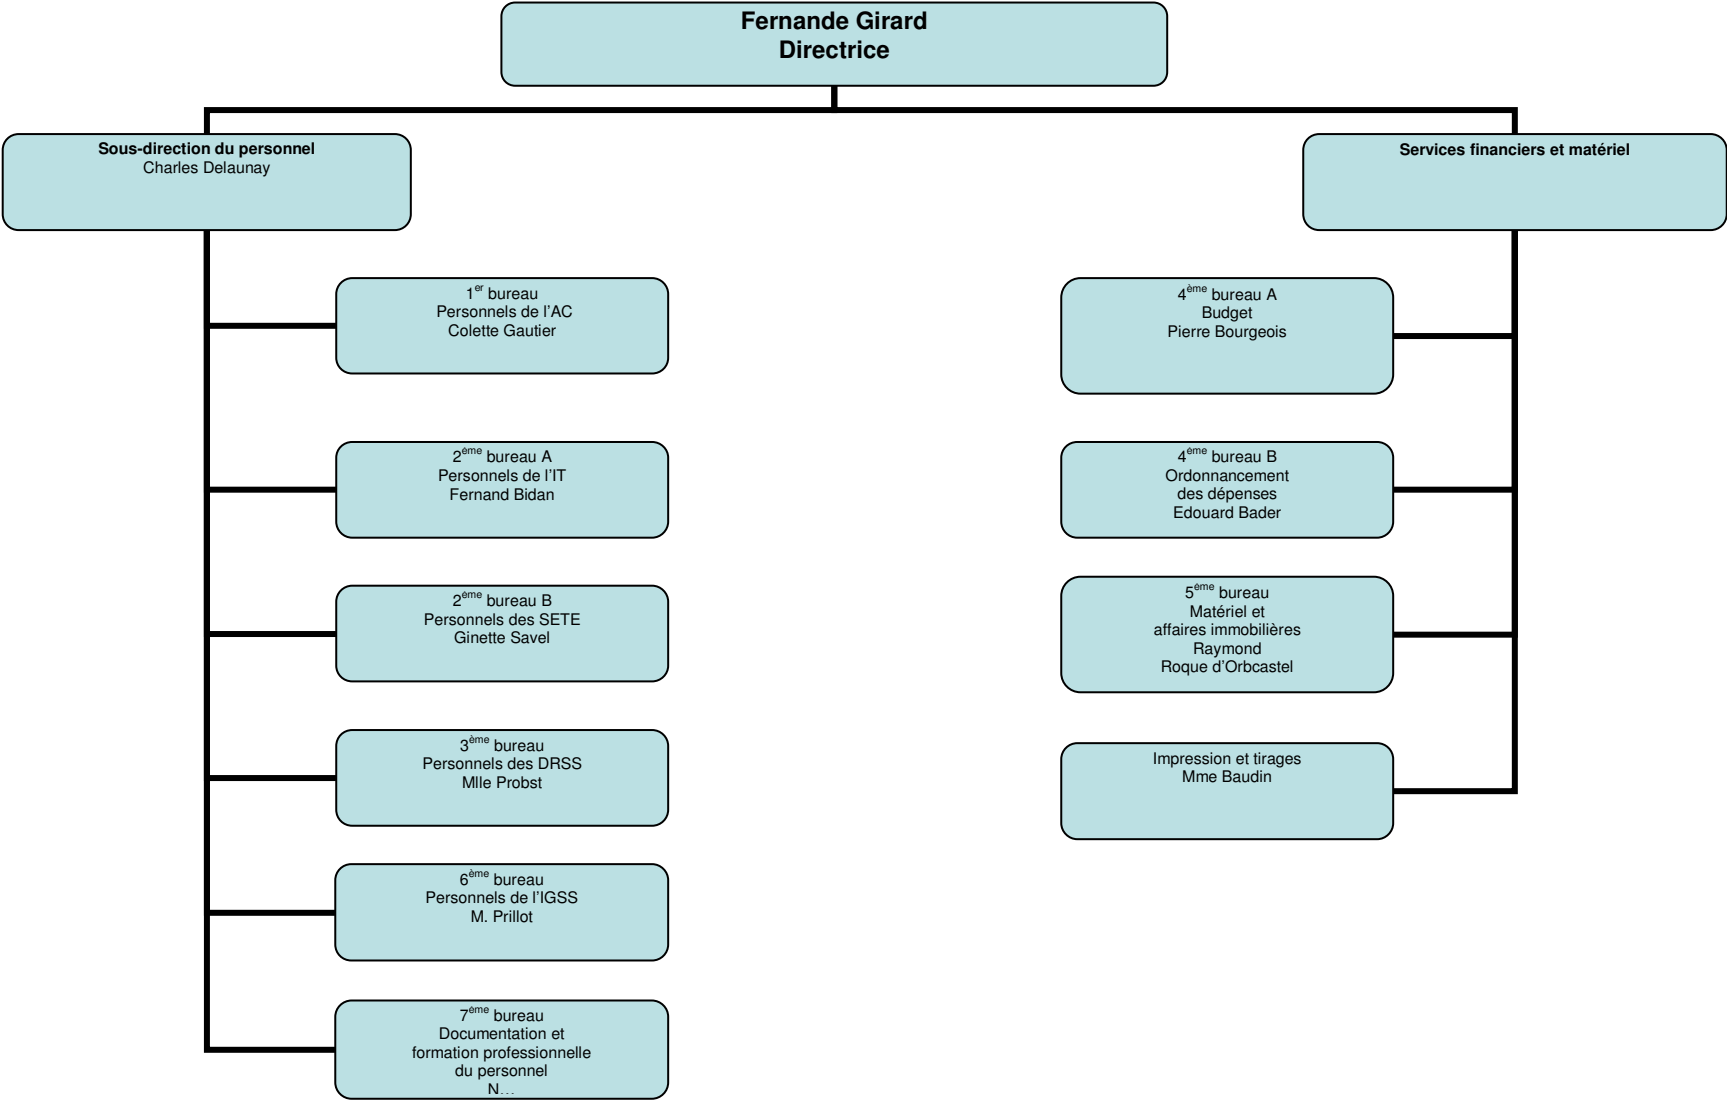 Fernande Girard
Directrice
Sous-direction du personnel
Charles Delaunay
Services financiers et matériel
1er bureau
Personnels de l'AC
Colette Gautier
2ème bureau A
Personnels de l'IT
Fernand Bidan
2ème bureau B
Personnels des SETE
Ginette Savel
3ème bureau
Personnels des DRSS
Mlle Probst
6ème bureau
Personnels de l'IGSS
M. Prillot
7ème bureau
Documentation et
formation professionnelle
du personnel
N…
4ème bureau A
Budget
Pierre Bourgeois
4ème bureau B
Ordonnancement
des dépenses
Edouard Bader
5ème bureau
Matériel et
affaires immobilières
Raymond
Roque d'Orbcastel
Impression et tirages
Mme Baudin